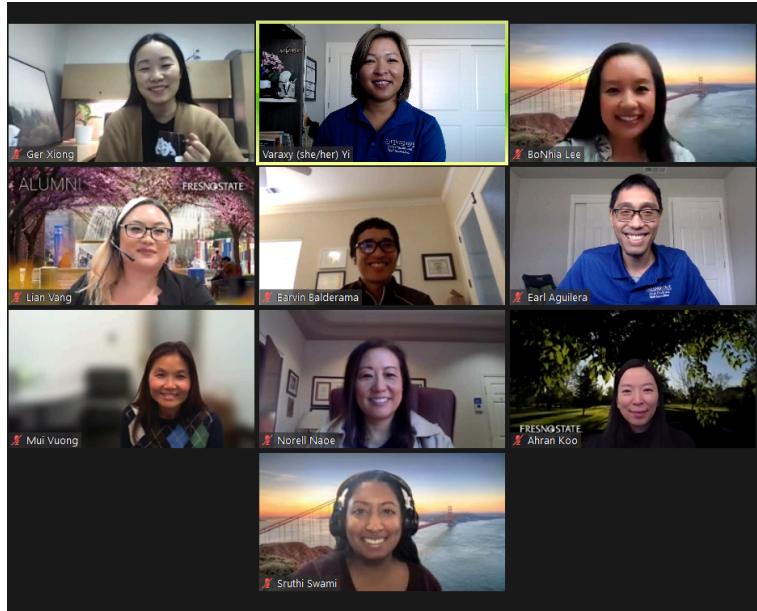 Ger Xiong
Varaxy (she/her) Yi
BoNhia Lee
ALUMNI
FRESNO STATE
Lian Vang
Earvin Balderama
Earl Aguilera
Mui Vuong
Norell Naoe
FRESNO STATE
Ahran Koo
Sruthi Swami